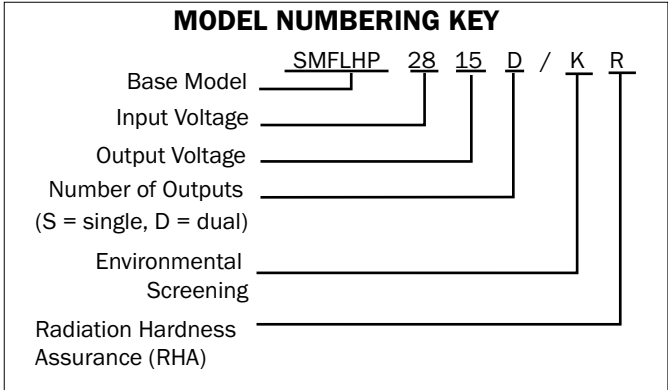 MODEL NUMBERING KEY
SMFLHP 28 15 D / K R
Base Model
Input Voltage
Output Voltage
Number of Outputs
(S = single, D = dual)
Environmental
Screening
Radiation Hardness
Assurance (RHA)